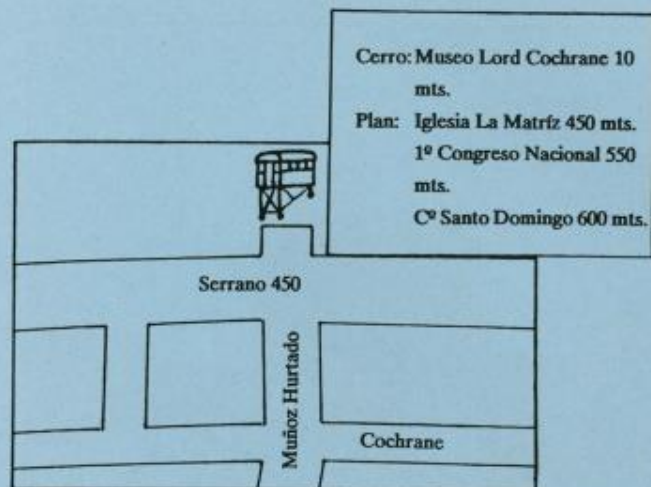 Cerro: Museo Lord Cochrane 10
mts.
Plan: Iglesia La Matríz 450 mts.
1º Congreso Nacional 550
mts.
Cº Santo Domingo 600 mts.
Serrano 450
Muñoz Hurtado
Cochrane